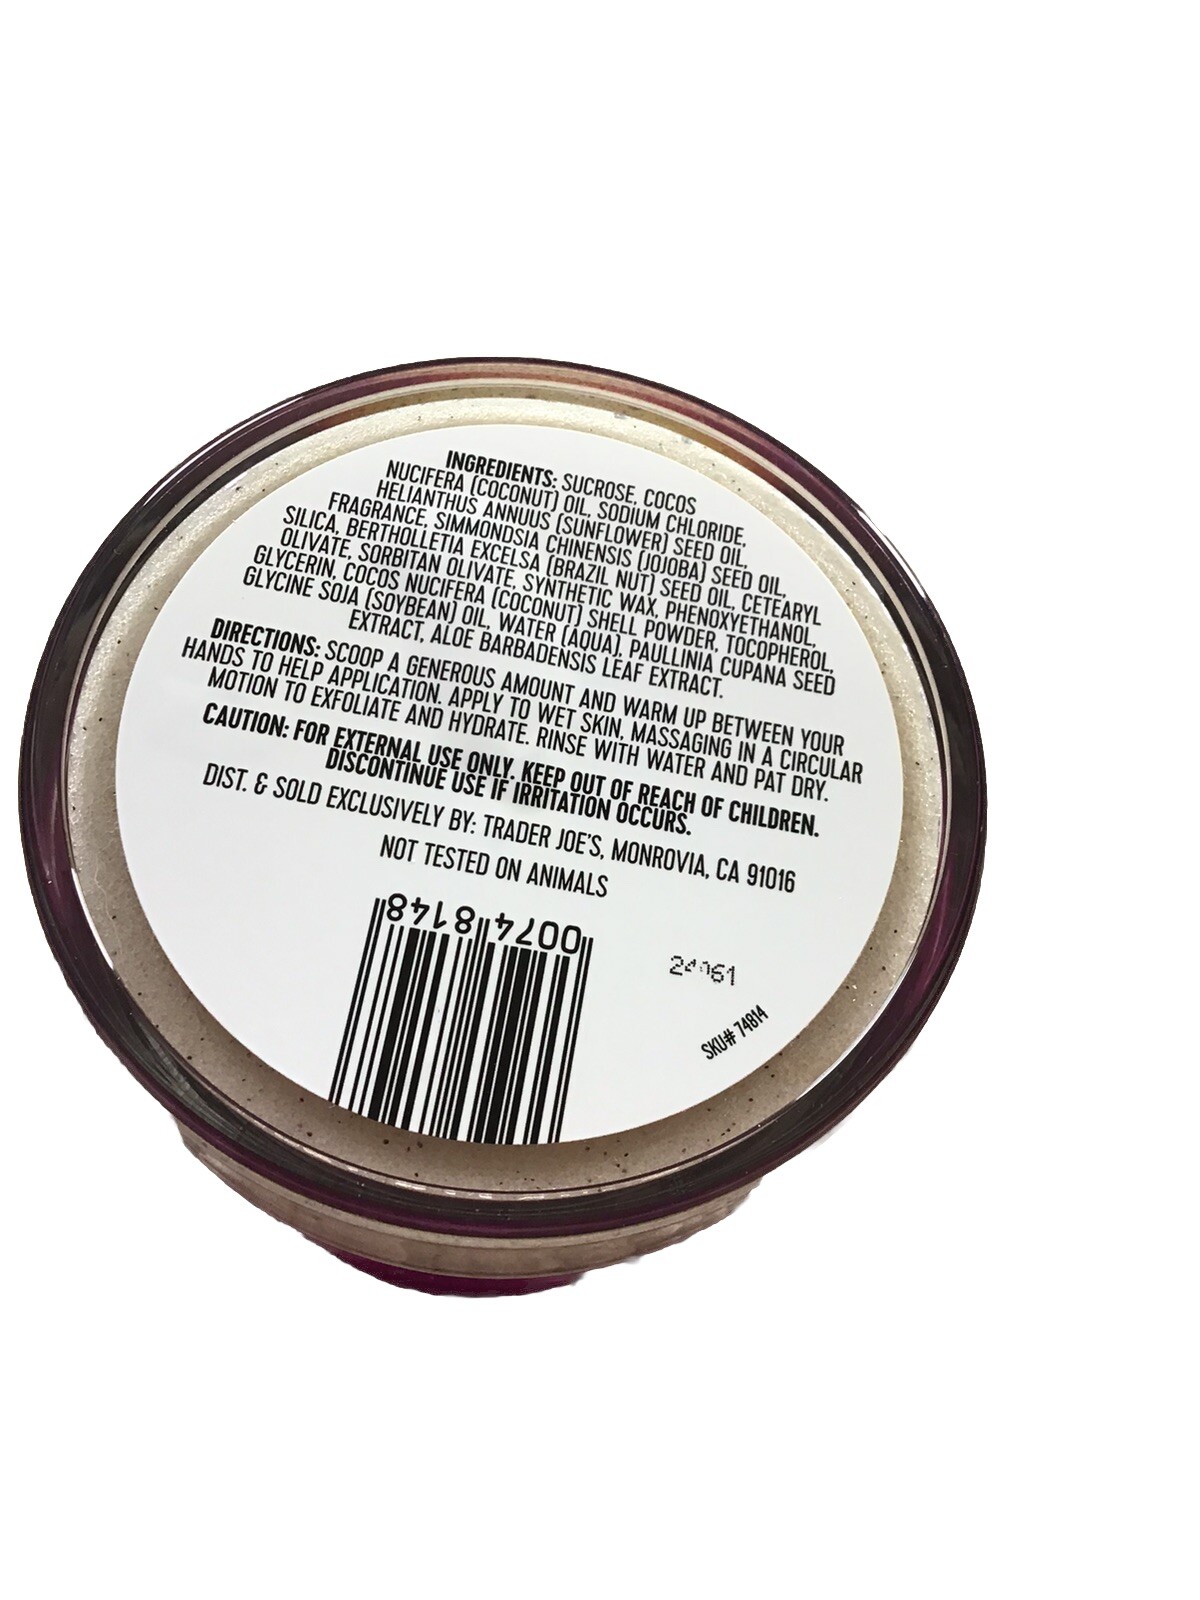 INGREDIENTS: SUCROSE, COCOS
NUCIFERA (COCONUT) OIL, SODIUM CHLORIDE,
HELIANTHUS ANNUUS (SUNFLOWER) SEED OIL,
FRAGRANCE, SIMMONDSIA CHINENSIS (JOJOBA) SEED OIL,
SILICA, BERTHOLLETIA EXCELSA (BRAZIL NUT) SEED OIL, CETEARYL
OLIVATE, SORBITAN OLIVATE, SYNTHETIC WAX, PHENOXYETHANOL,
GLYCERIN, COCOS NUCIFERA (COCONUT) SHELL POWDER, TOCOPHEROL,
GLYCINE SOJA (SOYBEAN) OIL, WATER (AQUA), PAULLINIA CUPANA SEED
EXTRACT, ALOE BARBADENSIS LEAF EXTRACT.
DIRECTIONS: SCOOP A GENEROUS AMOUNT AND WARM UP BETWEEN YOUR
HANDS TO HELP APPLICATION. APPLY TO WET SKIN, MASSAGING IN A CIRCULAR
MOTION TO EXFOLIATE AND HYDRATE. RINSE WITH WATER AND PAT DRY.
CAUTION: FOR EXTERNAL USE ONLY. KEEP OUT OF REACH OF CHILDREN.
DISCONTINUE USE IF IRRITATION OCCURS.
DIST. & SOLD EXCLUSIVELY BY: TRADER JOE'S, MONROVIA, CA 91016
NOT TESTED ON ANIMALS
0074 8148
SKU# 74814